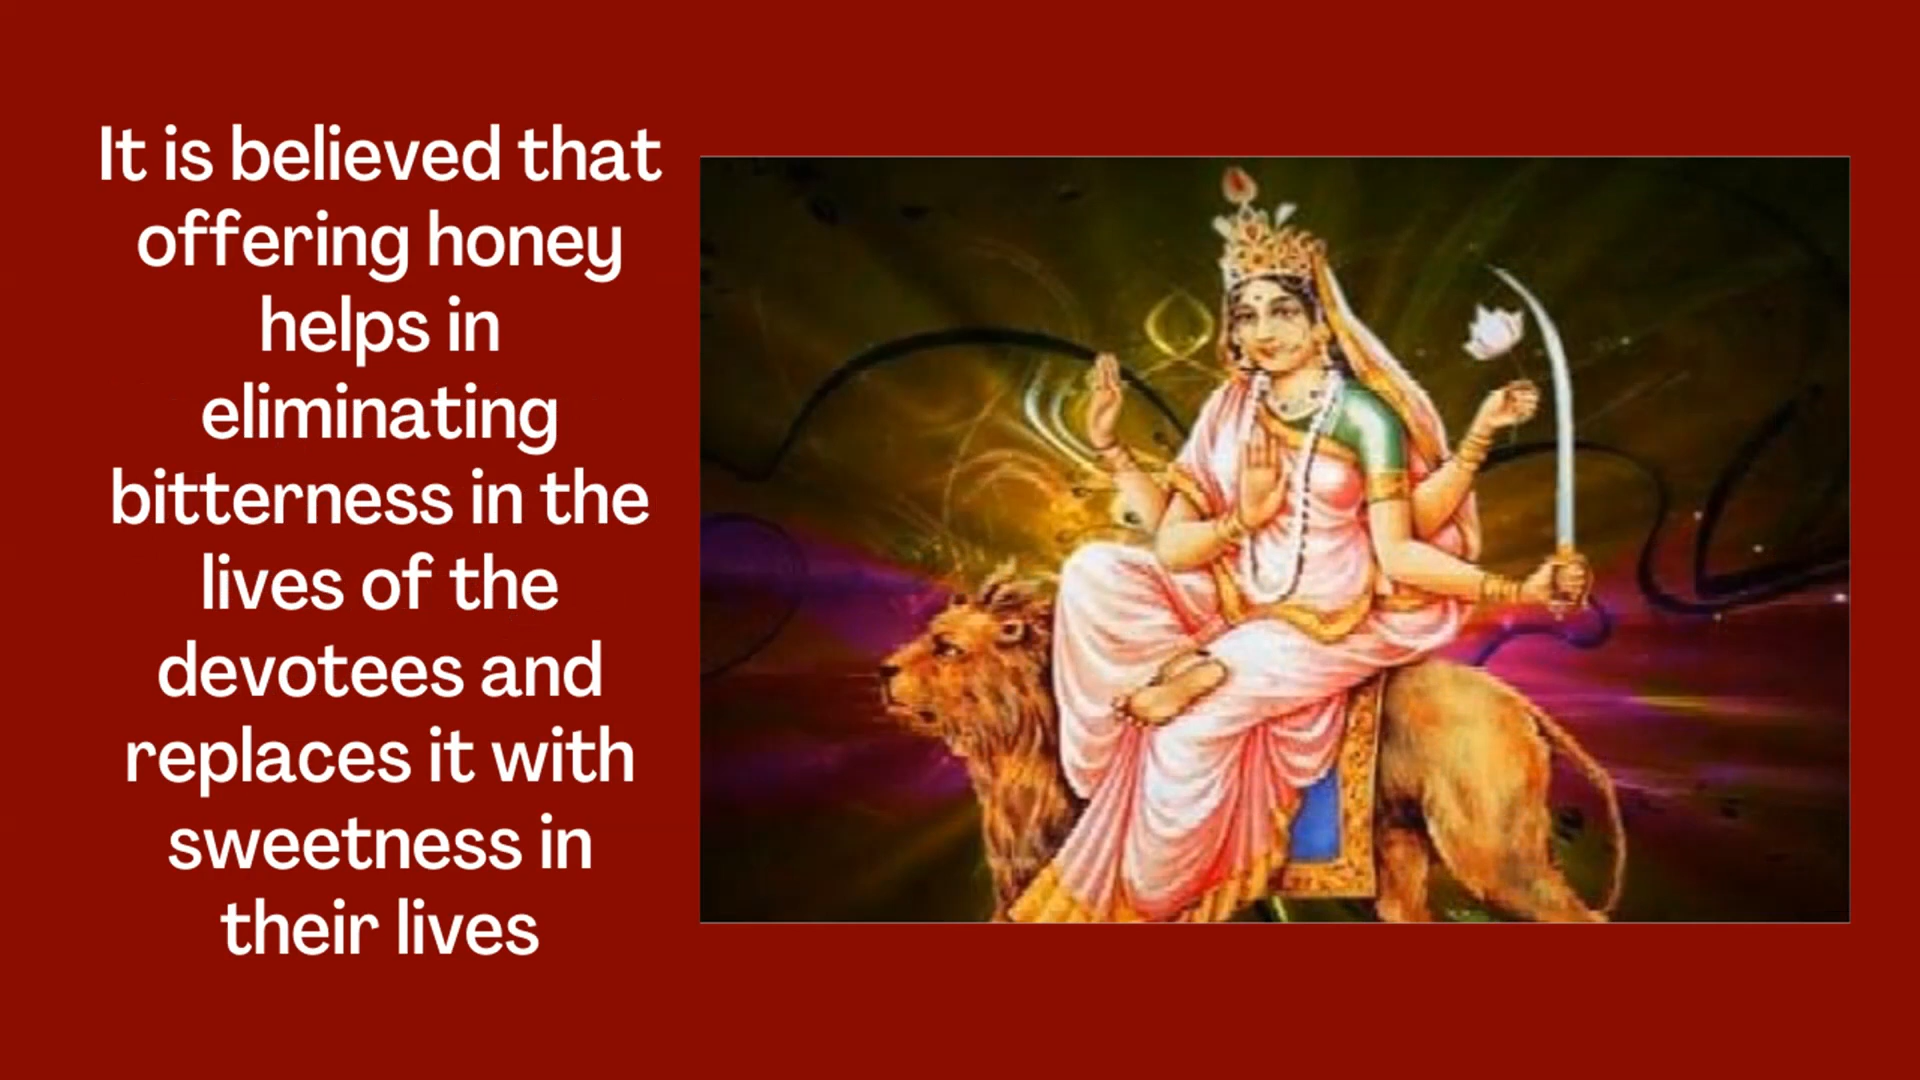 It is believed that
offering honey
helps in
eliminating
bitterness in the
lives of the
devotees and
replaces it with
sweetness in
their lives